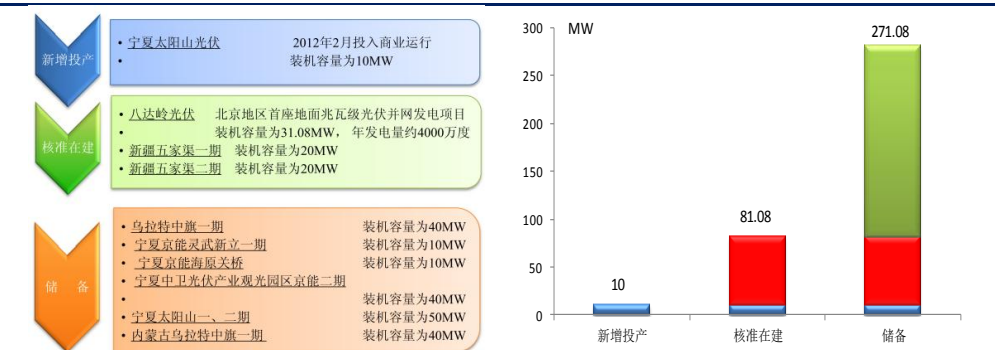 新增投产
• 宁夏太阳山光伏 2012年2月投入商业运行
• 装机容量为10MW
核准在建
• 八达岭光伏 北京地区首座地面兆瓦级光伏并网发电项目
• 装机容量为31.08MW， 年发电量约4000万度
• 新疆五家渠一期 装机容量为20MW
• 新疆五家渠二期 装机容量为20MW
储 备
• 乌拉特中旗一期 装机容量为40MW
• 宁夏京能灵武新立一期 装机容量为10MW
• 宁夏京能海原关桥 装机容量为10MW
• 宁夏中卫光伏产业观光园区京能二期
• 装机容量为40MW
• 宁夏太阳山一、二期 装机容量为50MW
• 内蒙古乌拉特中旗一期 装机容量为40MW
MW
300
250
200
150
100
50
0
10
81.08
271.08
新增投产
核准在建
储备